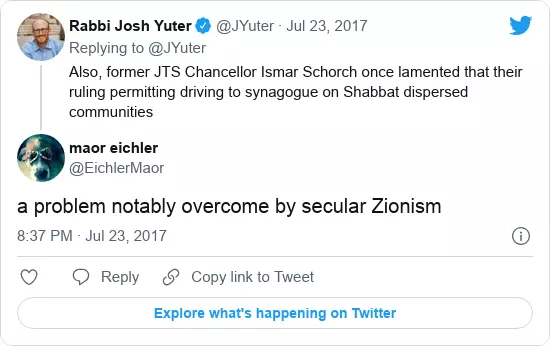 Rabbi Josh Yuter @JYuter · Jul 23, 2017
Replying to @JYuter
Also, former JTS Chancellor Ismar Schorch once lamented that their
ruling permitting driving to synagogue on Shabbat dispersed
communities
maor eichler
@EichlerMaor
a problem notably overcome by secular Zionism
8:37 PM · Jul 23, 2017
Reply Copy link to Tweet
Explore what's happening on Twitter